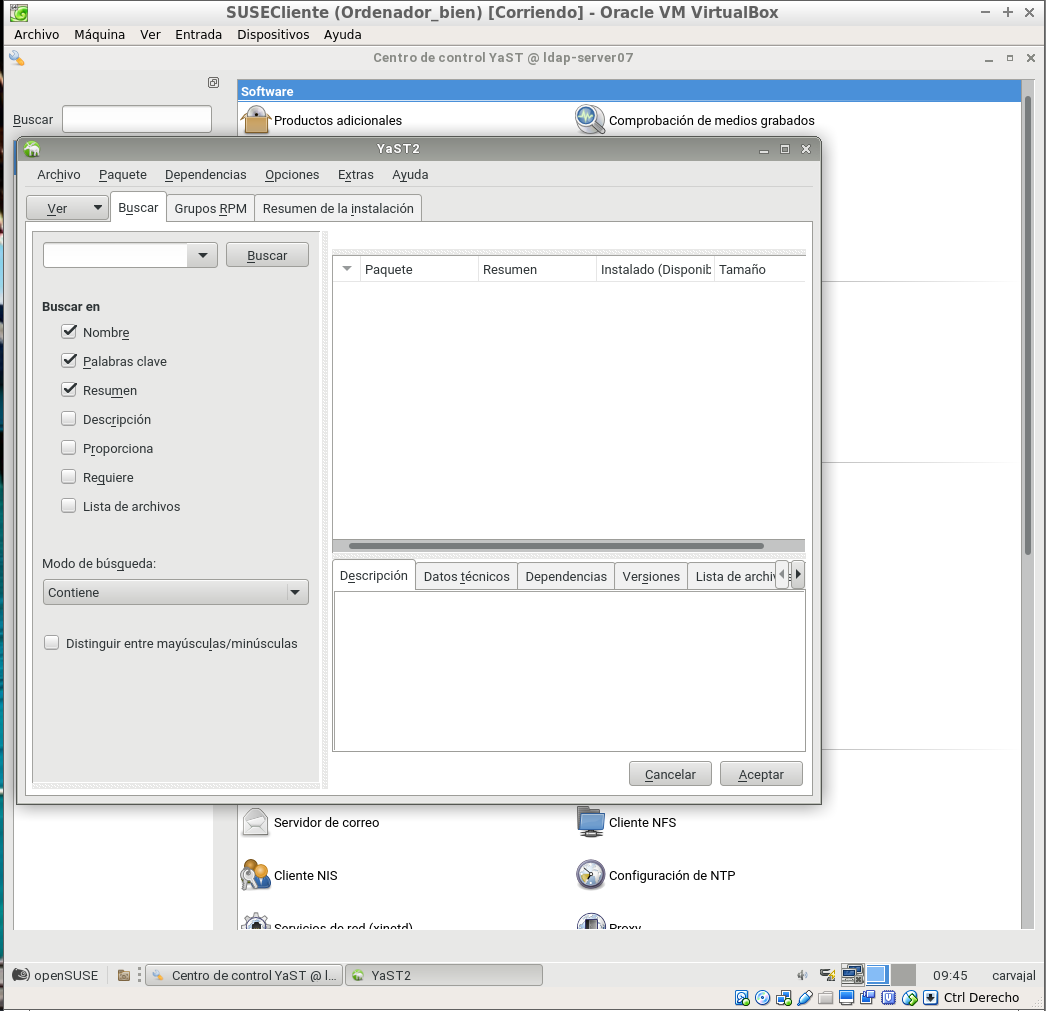 SUSECliente (Ordenador_bien) [Corriendo] - Oracle VM VirtualBox
Archivo Máquina Ver Entrada Dispositivos Ayuda
Centro de control YaST @ ldap-server07
Buscar
Software
Productos adicionales
Comprobación de medios grabados
YaST2
Archivo Paquete Dependencias Opciones Extras Ayuda
Ver Buscar Grupos RPM Resumen de la instalación
Buscar
Paquete Resumen Instalado (Disponib Tamaño
Buscar en
Nombre
Palabras clave
Resumen
Descripción
Proporciona
Requiere
Lista de archivos
Modo de búsqueda:
Contiene
Distinguir entre mayúsculas/minúsculas
Descripción Datos técnicos Dependencias Versiones Lista de archiv
Cancelar Aceptar
Servidor de correo
Cliente NFS
Cliente NIS
Configuración de NTP
Servicios de red (xinetd)
Proxy
openSUSE Centro de control YaST @ l... YaST2 09:45 carvajal
Ctrl Derecho